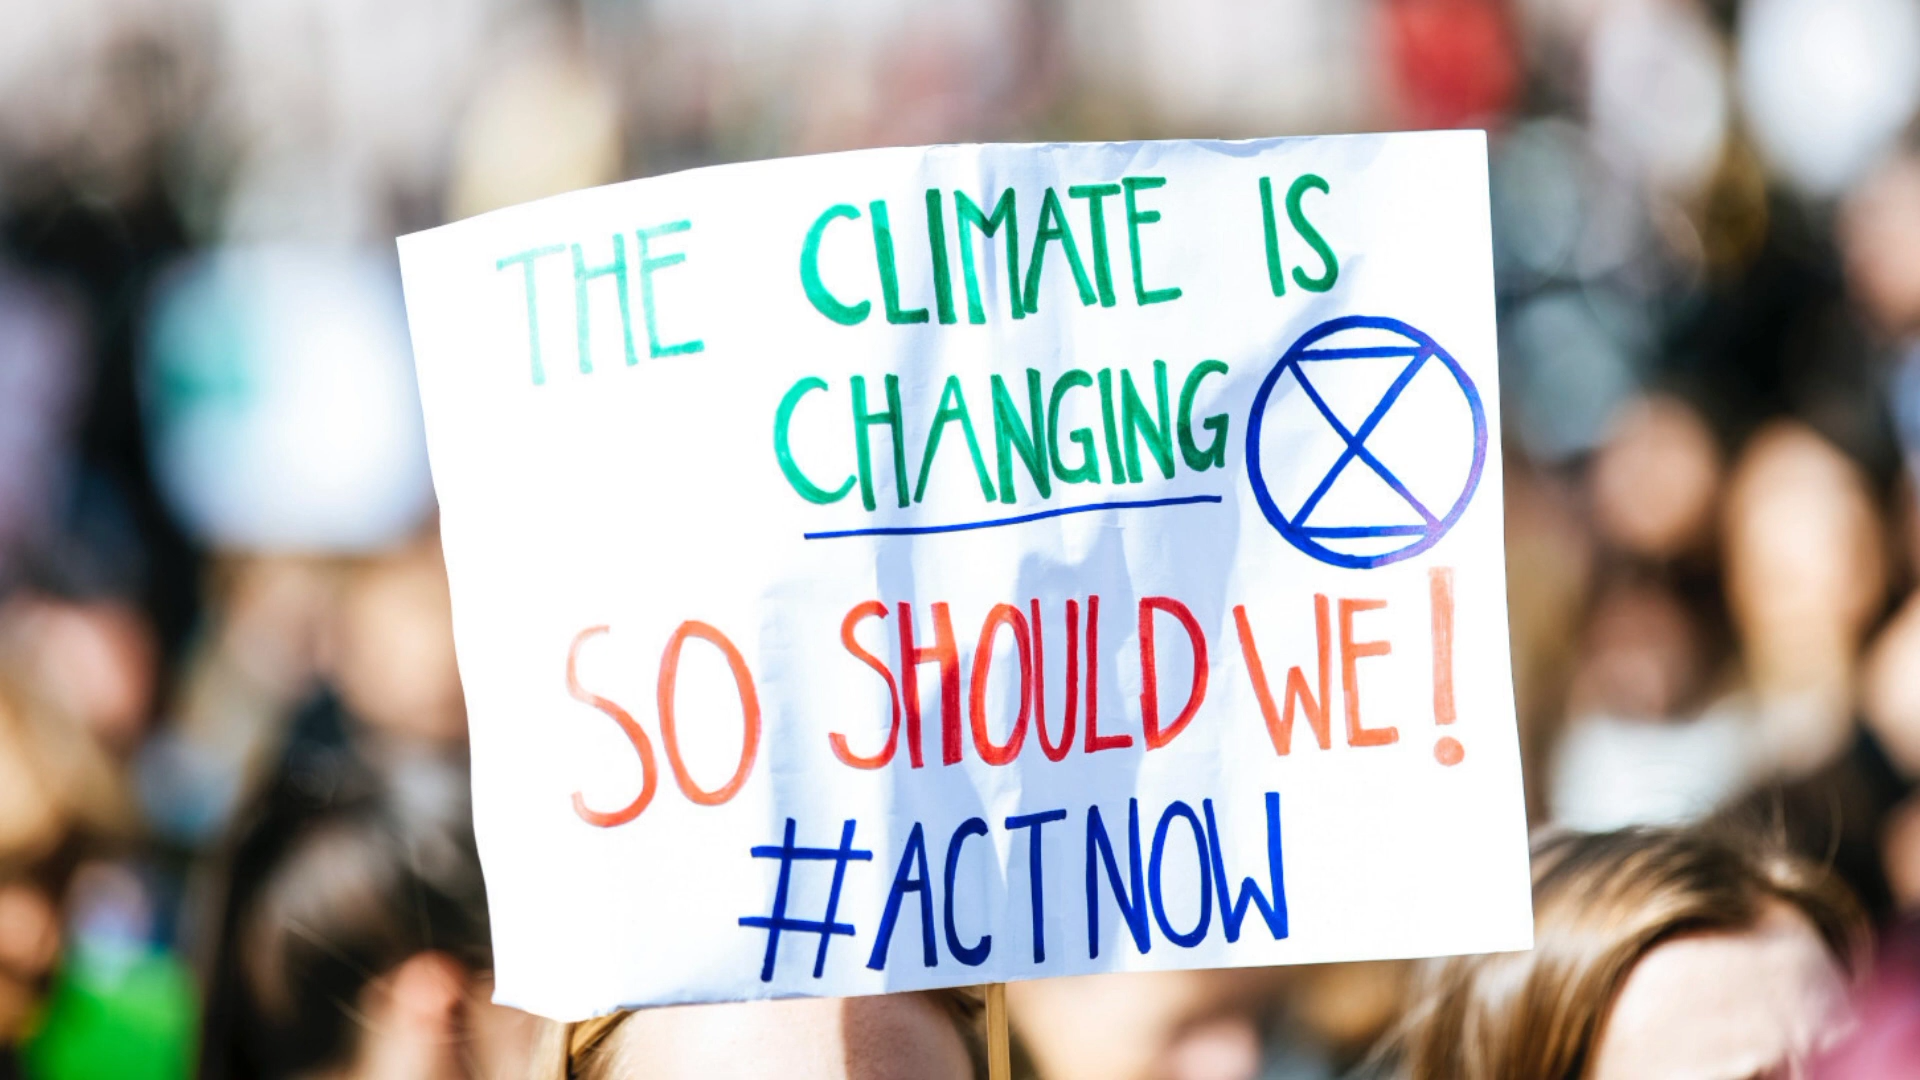 THE CLIMATE IS
CHANGING
SO SHOULD WE!
#ACTNOW